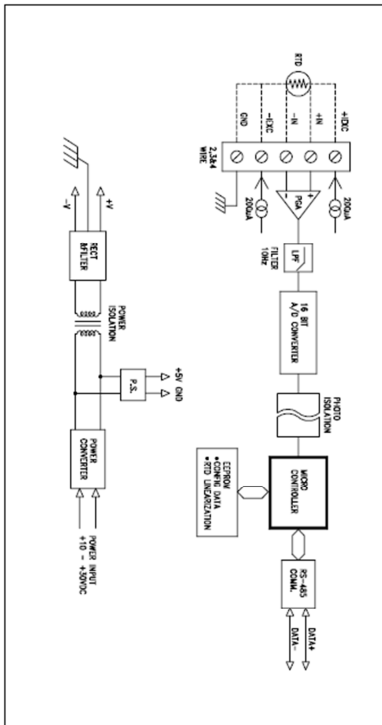 RTD
GND
-IEXC
-IN
+IN
+IEXC
2,3&4
WIRE
200uA
200uA
-
+
PGA
LPF
FILTER
10Hz
16 BIT
A/D CONVERTER
PHOTO
ISOLATION
MICRO
CONTROLLER
EEPROM
•CONFIG DATA
•RTD LINEARIZATION
RS-485
COMM.
DATA+
DATA-
-V
+V
RECT
&FILTER
POWER
ISOLATION
P.S.
+5V
GND
POWER
CONVERTER
POWER INPUT
+10 - +30VDC